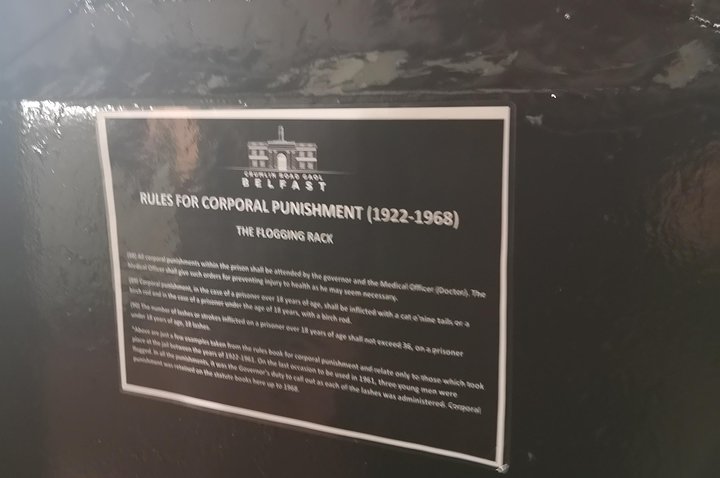 CRUMLIN ROAD GAOL
BELFAST
RULES FOR CORPORAL PUNISHMENT (1922-1968)
THE FLOGGING RACK
(88) All corporal punishments within the prison shall be attended by the governor and the Medical Officer (Doctor). The
Medical Officer shall give such orders for preventing injury to health as he may seem necessary.
(89) Corporal punishment, in the case of a prisoner over 18 years of age, shall be inflicted with a cat o'nine tails or a
birch rod and in the case of a prisoner under the age of 18 years, with a birch rod.
(90) The number of lashes or strokes inflicted on a prisoner over 18 years of age shall not exceed 36, on a prisoner
under 18 years of age, 18 lashes.
*Above are just a few examples taken from the rules book for corporal punishment and relate only to those which took
place at the jail between the years of 1922-1961. On the last occasion to be used in 1961, three young men were
flogged. In all the punishments, it was the Governor's duty to call out as each of the lashes was administered. Corporal
punishment was retained on the statute books here up to 1968.